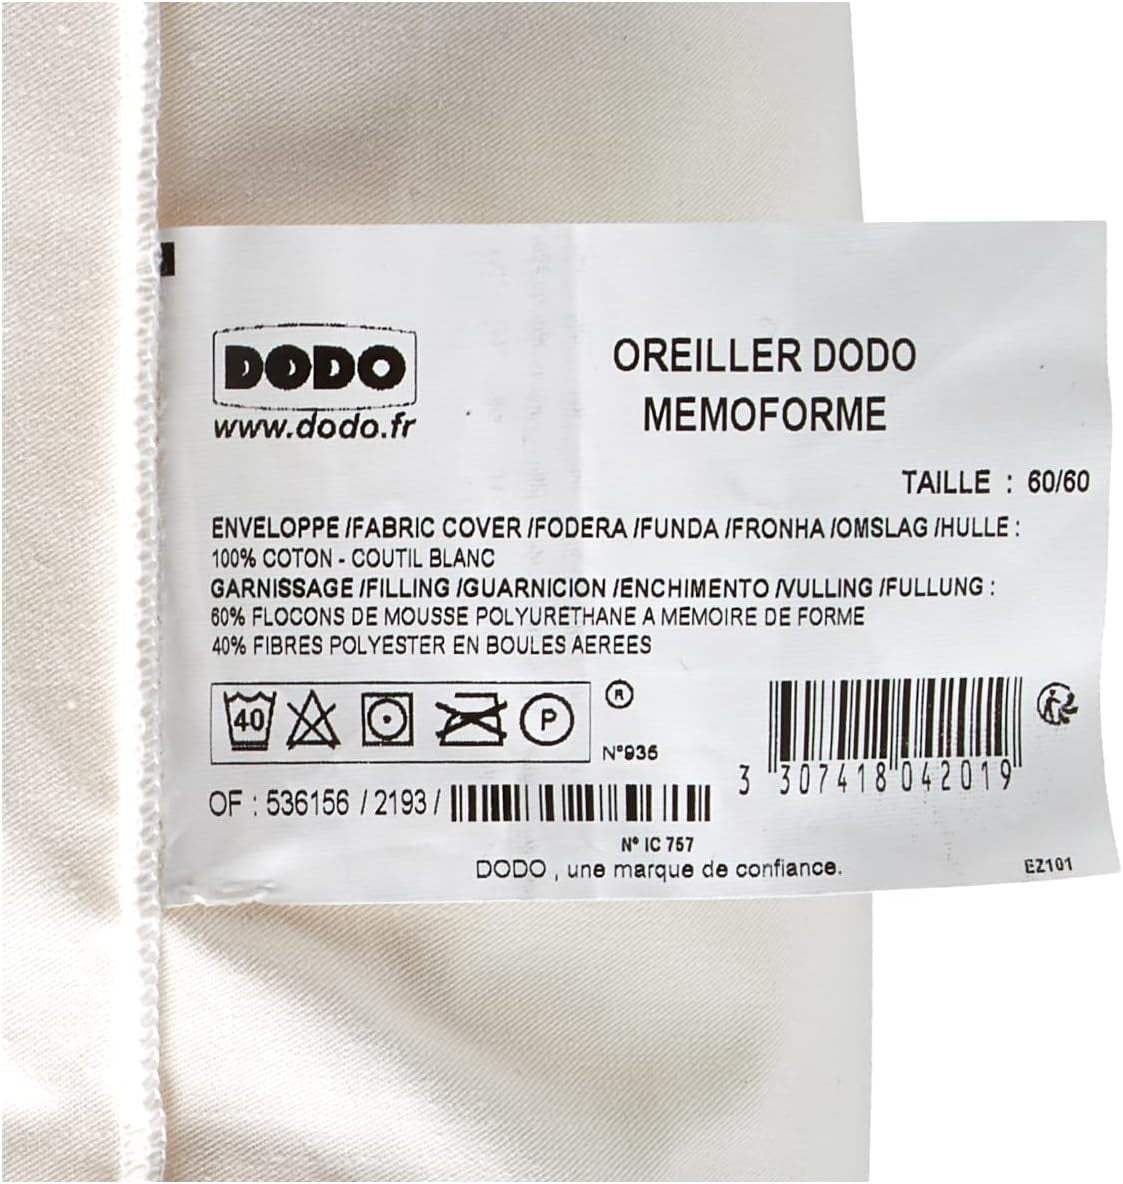 DODO
www.dodo.fr
OREILLER DODO
MEMOFORME
TAILLE : 60/60
ENVELOPPE /FABRIC COVER /FODERA /FUNDA /FRONHA /OMSLAG /HULLE :
100% COTON - COUTIL BLANC
GARNISSAGE /FILLING /GUARNICION /ENCHIMENTO /VULLING /FULLUNG :
60% FLOCONS DE MOUSSE POLYURETHANE A MEMOIRE DE FORME
40% FIBRES POLYESTER EN BOULES AEREES
40 P ®
N°936
3 307418 042019
OF : 536156 / 2193 /
N° IC 757
DODO , une marque de confiance.
EZ101